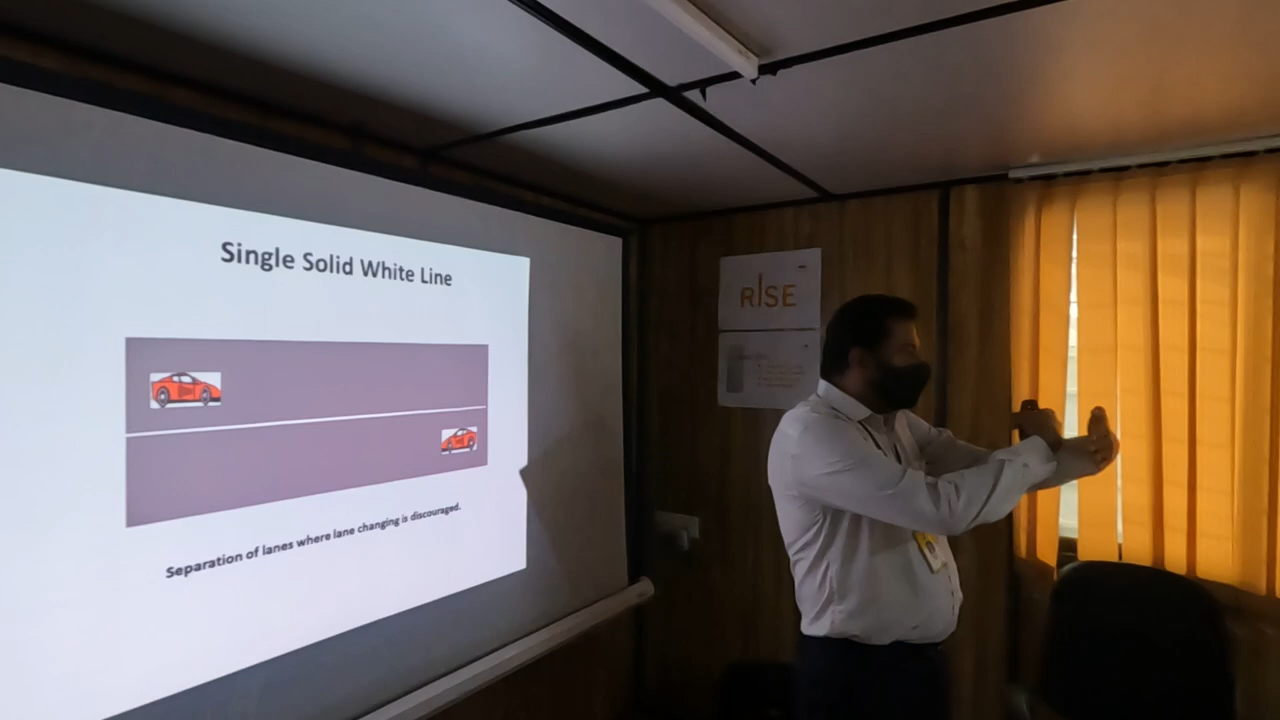 Single Solid White Line
Separation of lanes where lane changing is discouraged.
RISE